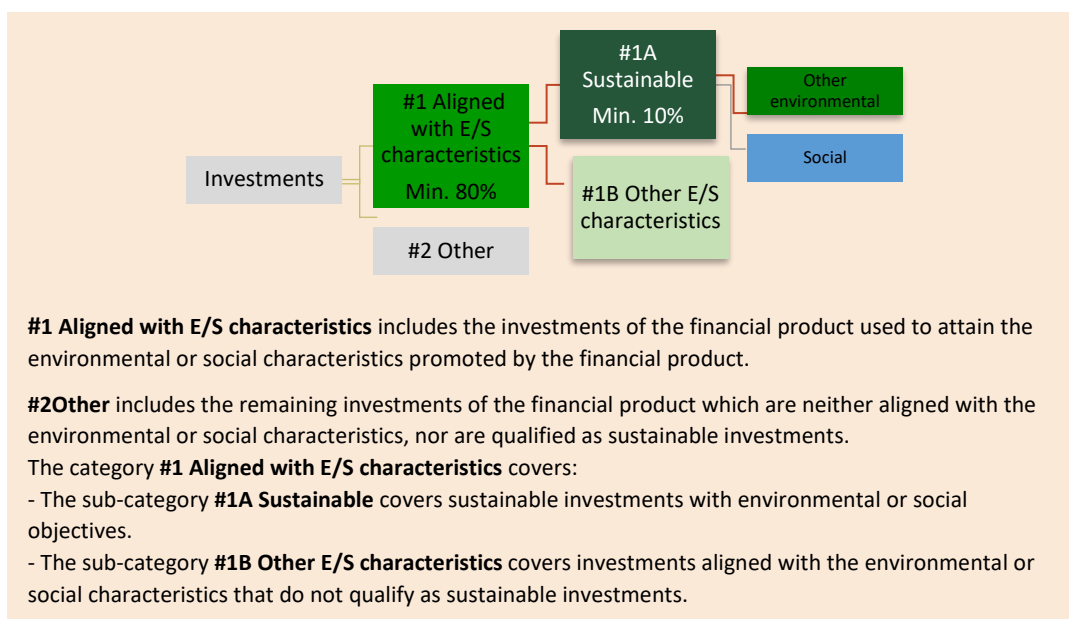 #1A
Sustainable
Min. 10%
Other
environmental
#1 Aligned
with E/S
characteristics
Min. 80%
Social
Investments
#1B Other E/S
characteristics
#2 Other
#1 Aligned with E/S characteristics includes the investments of the financial product used to attain the
environmental or social characteristics promoted by the financial product.
#2Other includes the remaining investments of the financial product which are neither aligned with the
environmental or social characteristics, nor are qualified as sustainable investments.
The category #1 Aligned with E/S characteristics covers:
- The sub-category #1A Sustainable covers sustainable investments with environmental or social
objectives.
- The sub-category #1B Other E/S characteristics covers investments aligned with the environmental or
social characteristics that do not qualify as sustainable investments.